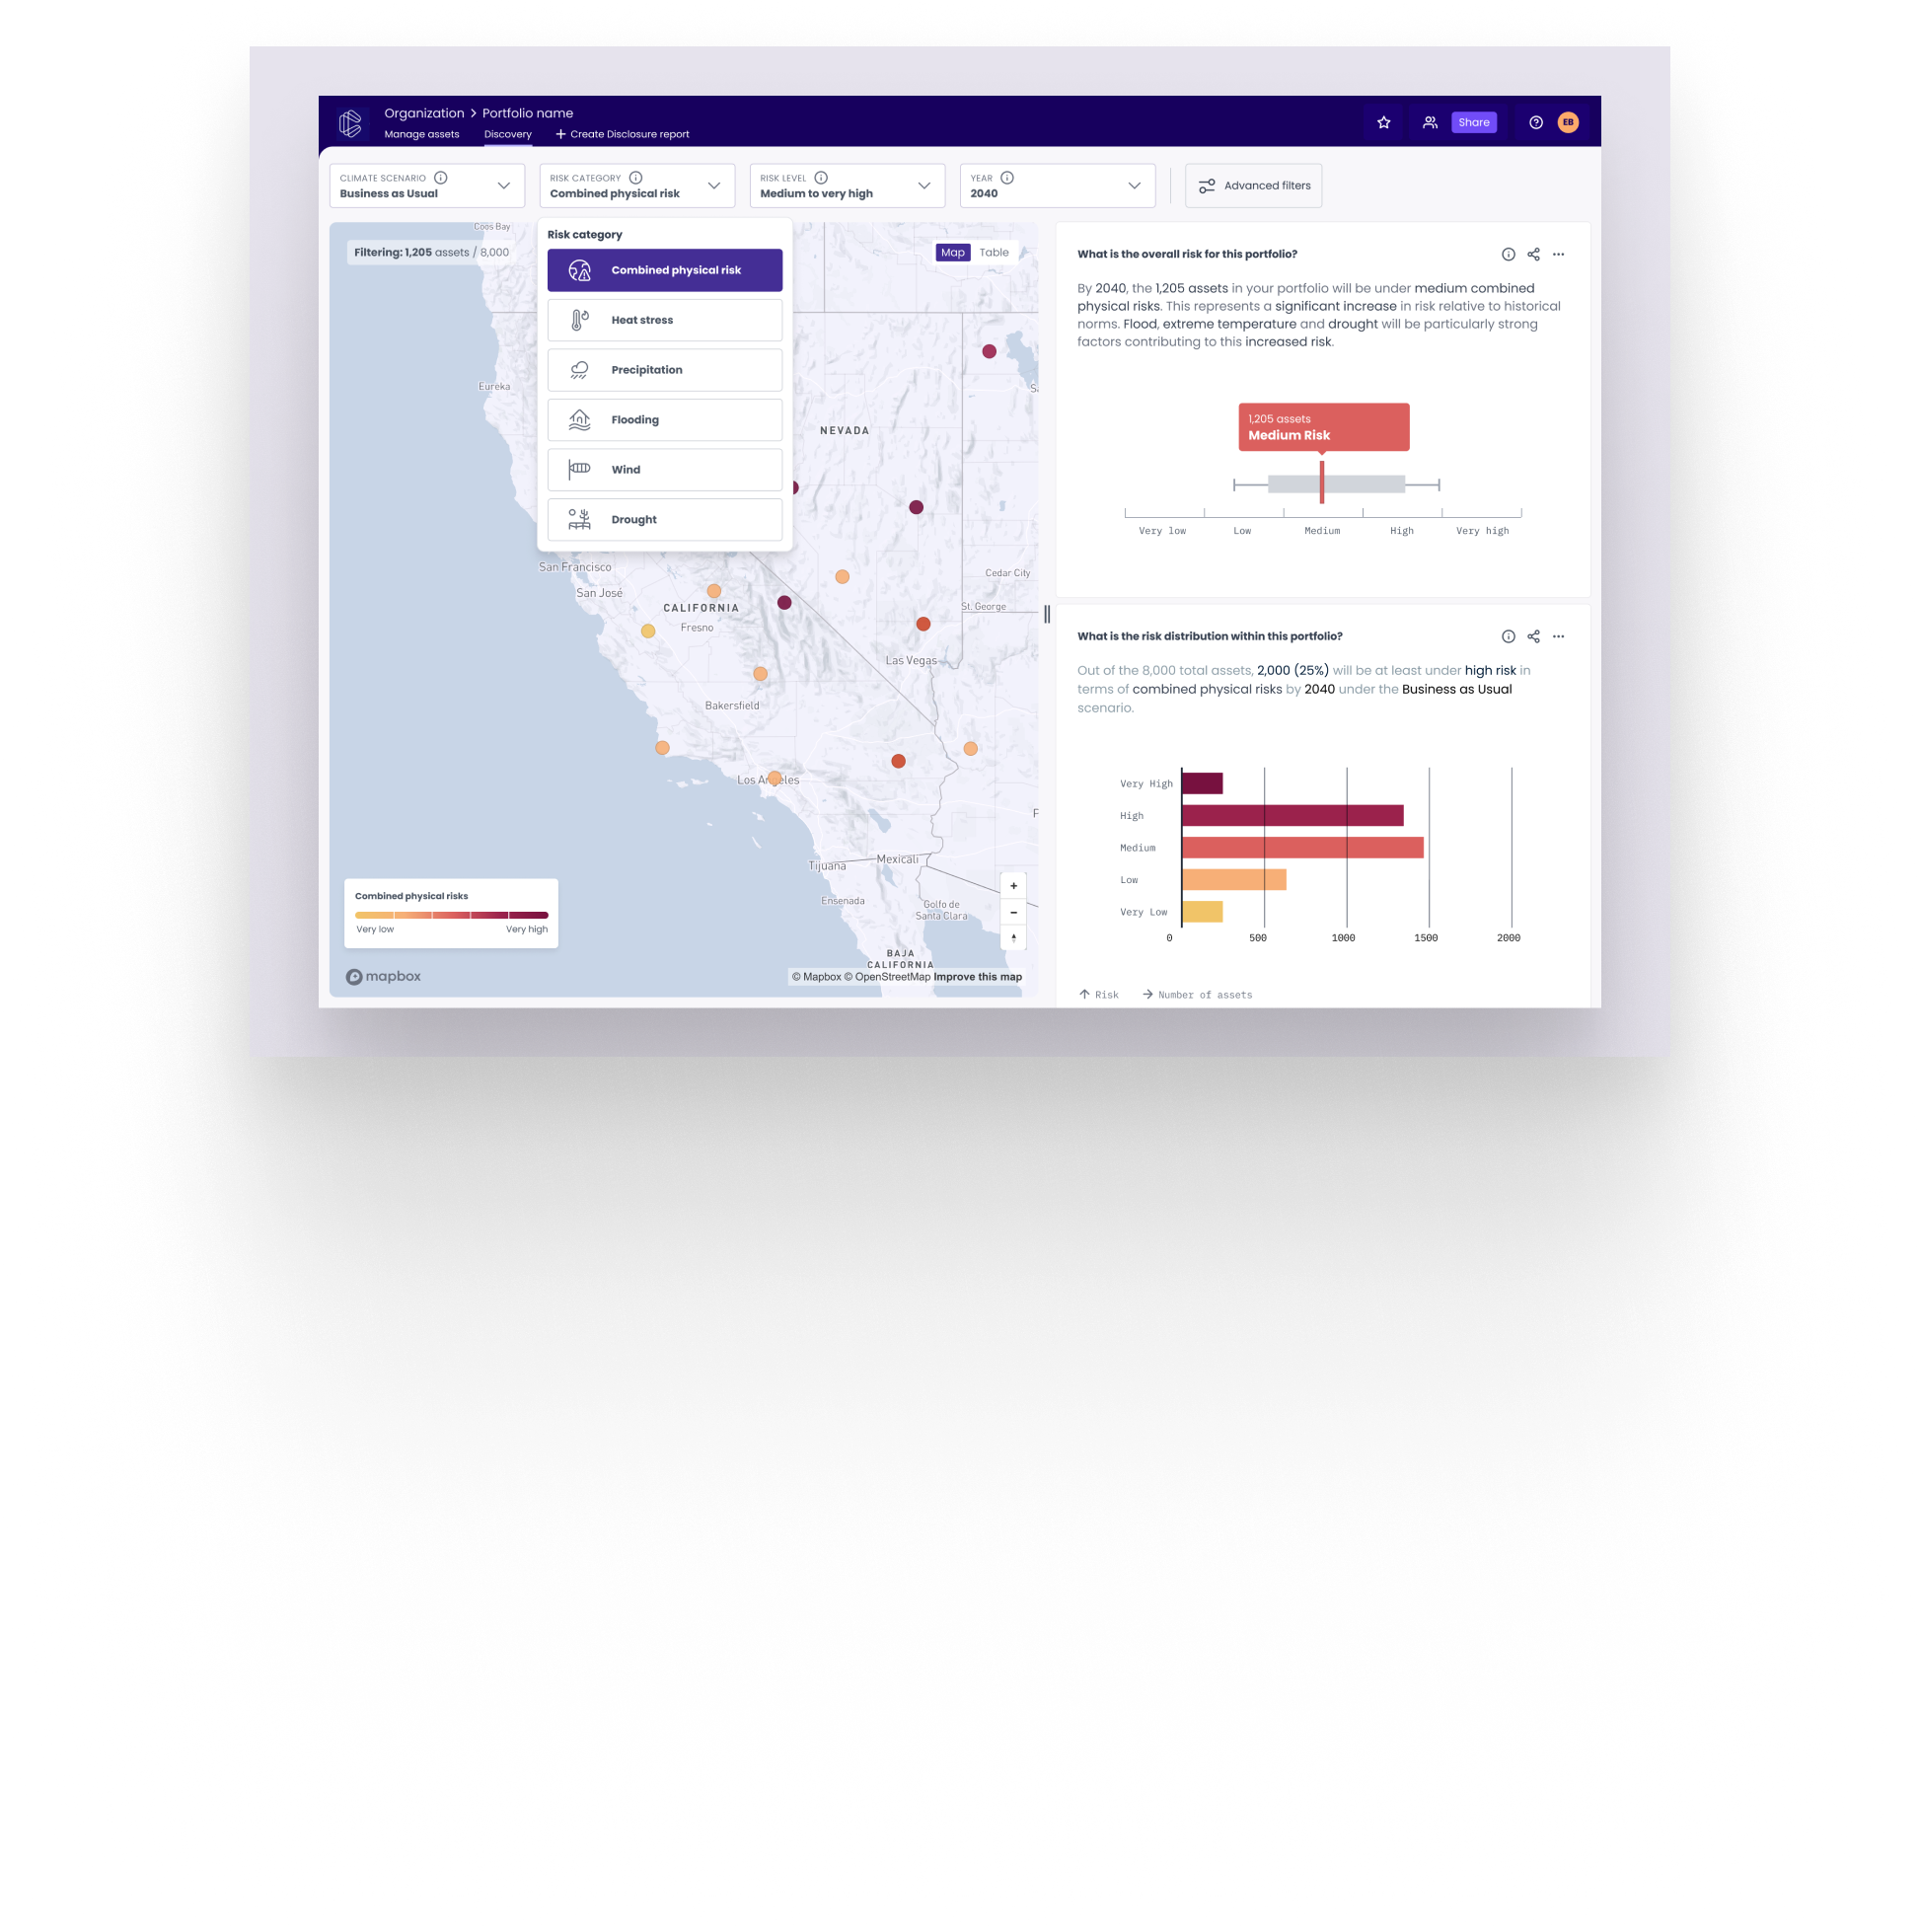 Organization > Portfolio name
Manage assets
Discovery
+ Create Disclosure report
Share
EB
CLIMATE SCENARIO
Business as Usual
RISK CATEGORY
Combined physical risk
RISK LEVEL
Medium to very high
YEAR
2040
Advanced filters
Filtering: 1,205 assets / 8,000
Risk category
Combined physical risk
Heat stress
Precipitation
Flooding
Wind
Drought
Map
Table
Coos Bay
Eureka
NEVADA
San Francisco
San José
CALIFORNIA
Fresno
Cedar City
St. George
Las Vegas
Bakersfield
Los Angeles
Tijuana
Mexicali
Ensenada
Golfo de
Santa Clara
BAJA
CALIFORNIA
Combined physical risks
Very low
Very high
mapbox
© Mapbox © OpenStreetMap Improve this map
What is the overall risk for this portfolio?
By 2040, the 1,205 assets in your portfolio will be under medium combined
physical risks. This represents a significant increase in risk relative to historical
norms. Flood, extreme temperature and drought will be particularly strong
factors contributing to this increased risk.
1,205 assets
Medium Risk
Very low
Low
Medium
High
Very high
What is the risk distribution within this portfolio?
Out of the 8,000 total assets, 2,000 (25%) will be at least under high risk in
terms of combined physical risks by 2040 under the Business as Usual
scenario.
Very High
High
Medium
Low
Very Low
0
500
1000
1500
2000
Risk
Number of assets